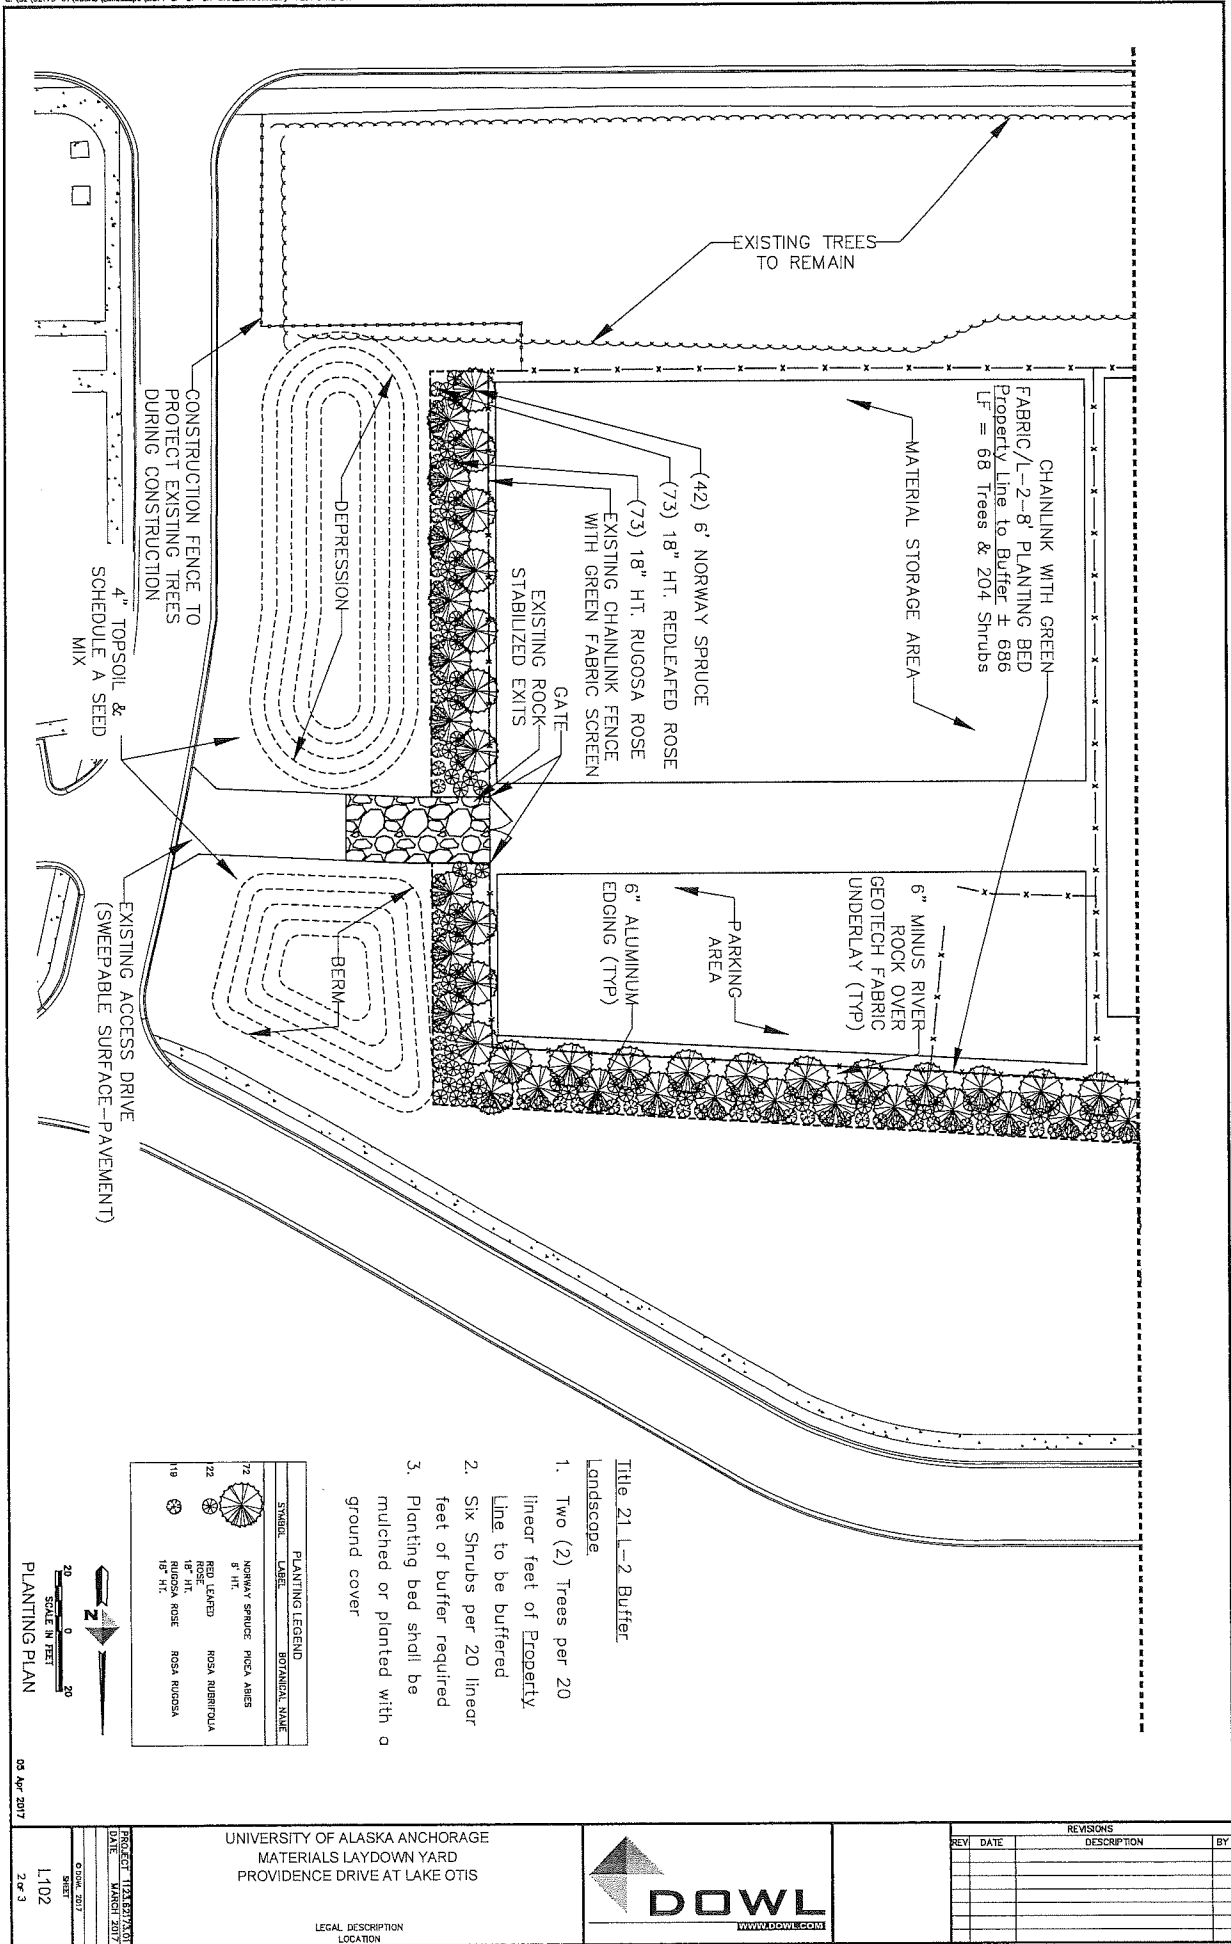 EXISTING TREES
TO REMAIN
CHAINLINK WITH GREEN
FABRIC/L-2-8' PLANTING BED
Property Line to Buffer ± 686
LF = 68 Trees & 204 Shrubs
MATERIAL STORAGE AREA
(42) 6' NORWAY SPRUCE
(73) 18" HT. REDLEAFED ROSE
(73) 18" HT. RUGOSA ROSE
EXISTING CHAINLINK FENCE
WITH GREEN FABRIC SCREEN
GATE
EXISTING ROCK
STABILIZED EXITS
DEPRESSION
CONSTRUCTION FENCE TO
PROTECT EXISTING TREES
DURING CONSTRUCTION
4" TOPSOIL &
SCHEDULE A SEED
MIX
6" MINUS RIVER
ROCK OVER
GEOTECH FABRIC
UNDERLAY (TYP)
PARKING
AREA
6" ALUMINUM
EDGING (TYP)
BERM
EXISTING ACCESS DRIVE
(SWEEPABLE SURFACE-PAVEMENT)
Title 21 L-2 Buffer
Landscape
1. Two (2) Trees per 20
linear feet of Property
Line to be buffered
2. Six Shrubs per 20 linear
feet of buffer required
3. Planting bed shall be
mulched or planted with a
ground cover
PLANTING LEGEND
SYMBOL LABEL BOTANICAL NAME
72 NORWAY SPRUCE PICEA ABIES
HT.
122 RED LEAFED ROSA RUBRIFOLIA
ROSE
18" HT.
119 RUGOSA ROSE ROSA RUGOSA
18" HT.
N
20 0 20
SCALE IN FEET
PLANTING PLAN
05 Apr 2017
REVISIONS
REV DATE DESCRIPTION BY
DOWL
WWW.DOWL.COM
UNIVERSITY OF ALASKA ANCHORAGE
MATERIALS LAYDOWN YARD
PROVIDENCE DRIVE AT LAKE OTIS
LEGAL DESCRIPTION
LOCATION
PROJECT 1123.62173.01
DATE MARCH 2017
© DOWL 2017
SHEET
L102
2 OF 3